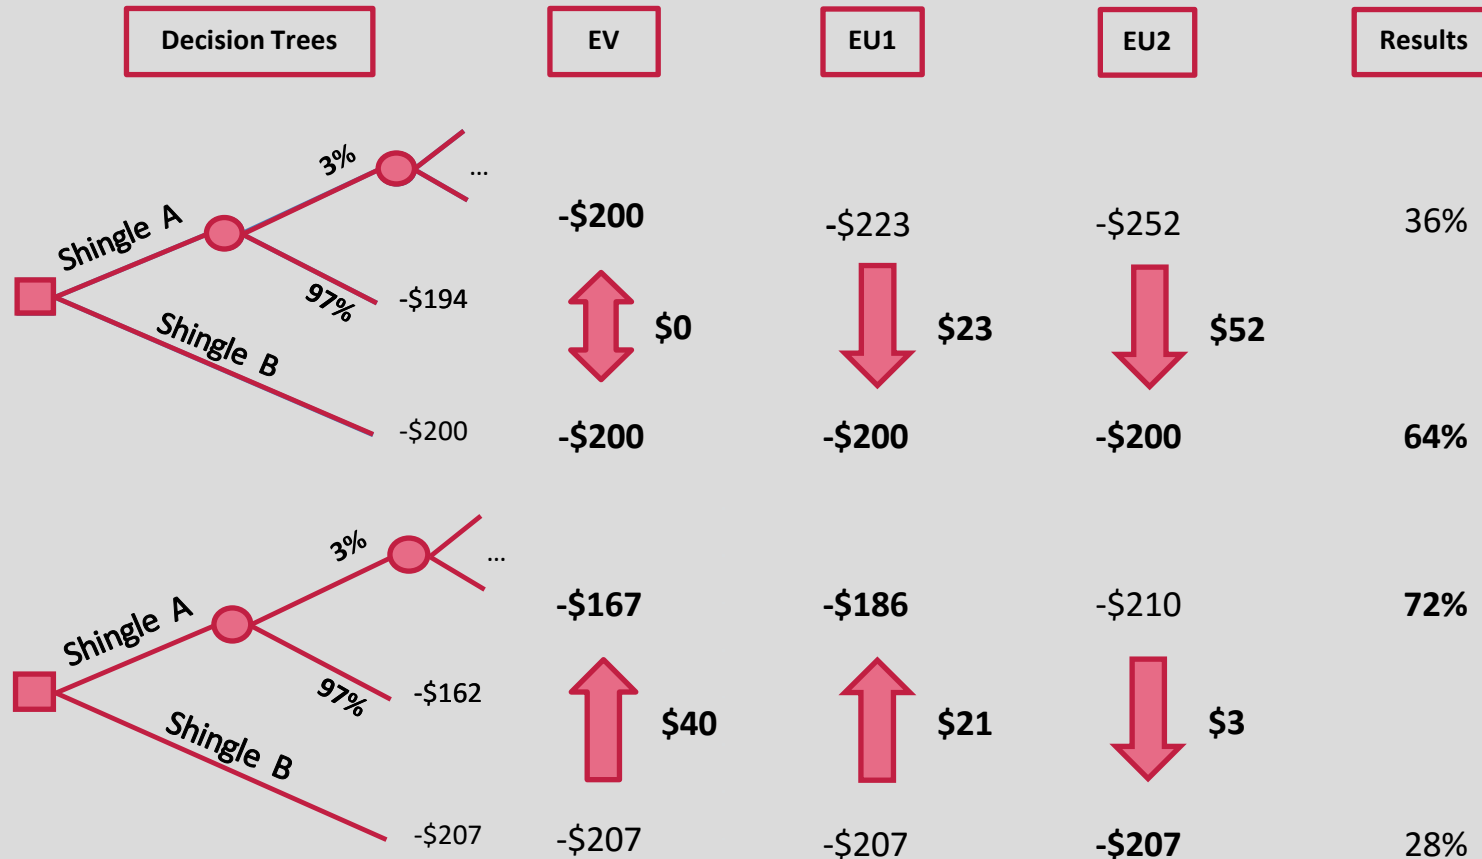 Decision Trees EV EU1 EU2 Results
3%
...
Shingle A
-$200 -$223 -$252 36%
97% -$194
$0 $23 $52
Shingle B
-$200 -$200 -$200 -$200 64%
3%
...
Shingle A
-$167 -$186 -$210 72%
97% -$162
$40 $21 $3
Shingle B
-$207 -$207 -$207 -$207 28%